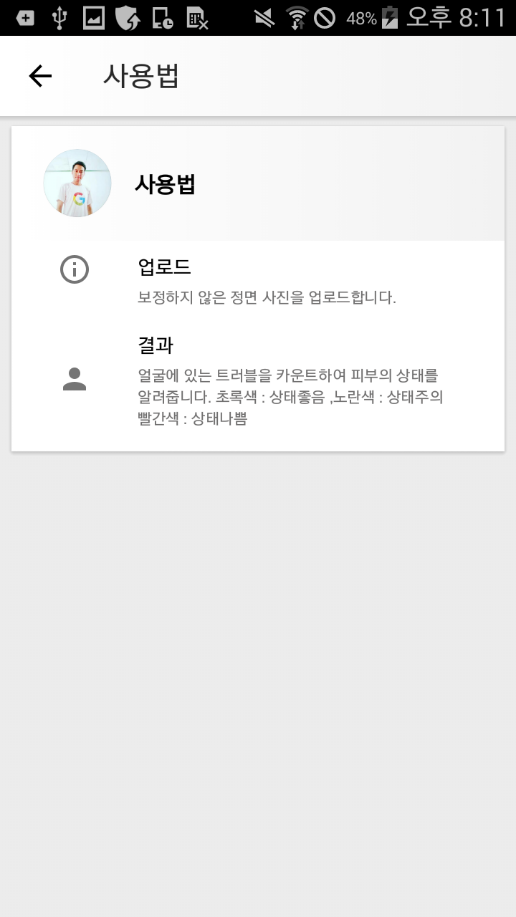 48% 오후 8:11
사용법
사용법
업로드
보정하지 않은 정면 사진을 업로드합니다.
결과
얼굴에 있는 트러블을 카운트하여 피부의 상태를
알려줍니다. 초록색 : 상태좋음 ,노란색 : 상태주의
빨간색 : 상태나쁨